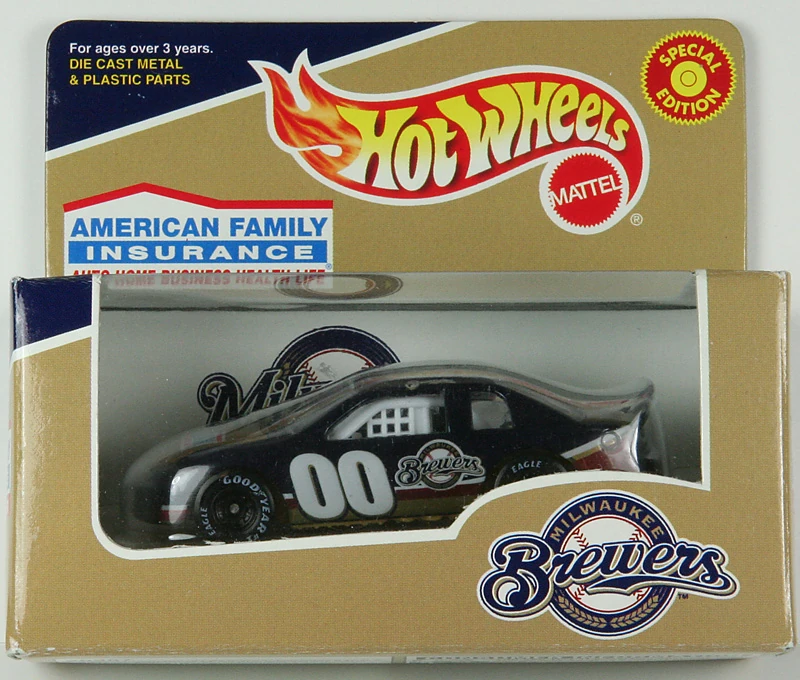 For ages over 3 years.
DIE CAST METAL
& PLASTIC PARTS
HOT WHEELS
MATTEL
®
SPECIAL
EDITION
AMERICAN FAMILY
INSURANCE
®
AUTO HOME BUSINESS HEALTH LIFE
00
Brewers
GOODYEAR
EAGLE
EAGLE
MILWAUKEE
Brewers
TM